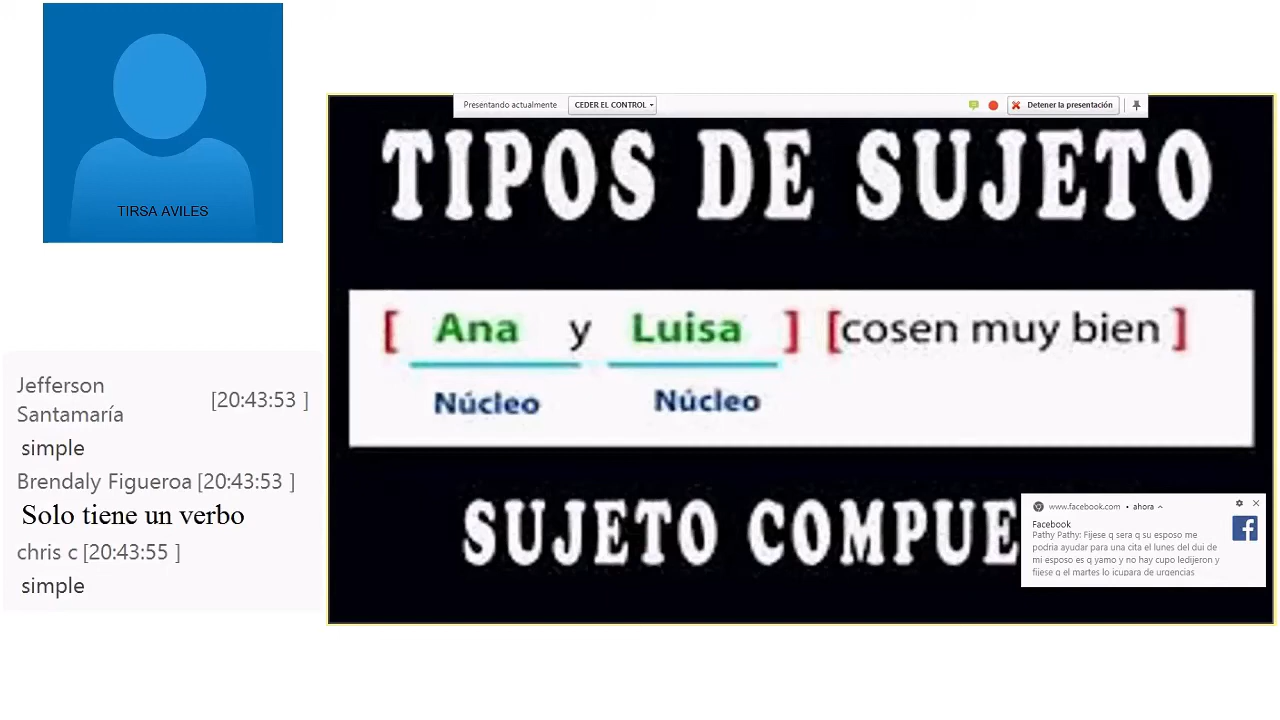 TIRSA AVILES
Jefferson
Santamaría [20:43:53 ]
simple
Brendaly Figueroa [20:43:53 ]
Solo tiene un verbo
chris c [20:43:55 ]
simple
Presentando actualmente CEDER EL CONTROL Detener la presentación
TIPOS DE SUJETO
[ Ana y Luisa ] [cosen muy bien ]
Núcleo Núcleo
SUJETO COMPUE
www.facebook.com • ahora
Facebook
Pathy Pathy: Fijese q sera q su esposo me
podria ayudar para una cita el lunes del dui de
mi esposo es q yamo y no hay cupo ledijeron y
fijese q el martes lo icupara de urgencias